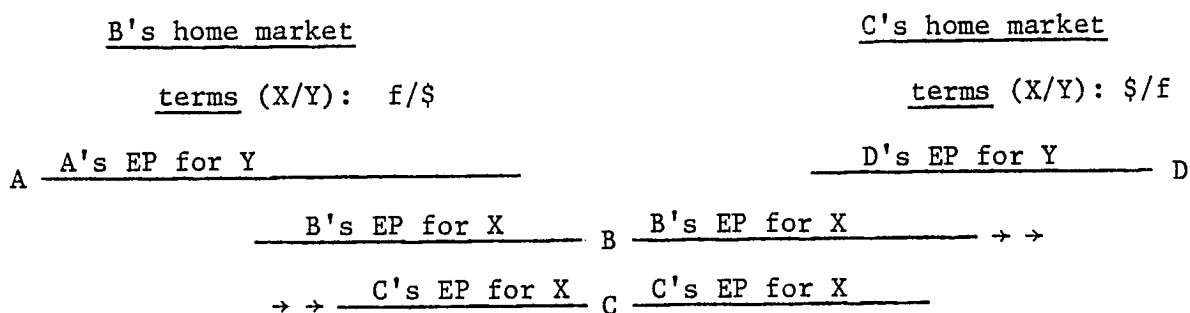 B's home market C's home market
terms (X/Y): f/$ terms (X/Y): $/f
A A's EP for Y D's EP for Y D
B's EP for X B B's EP for X → →
→ → C's EP for X C C's EP for X